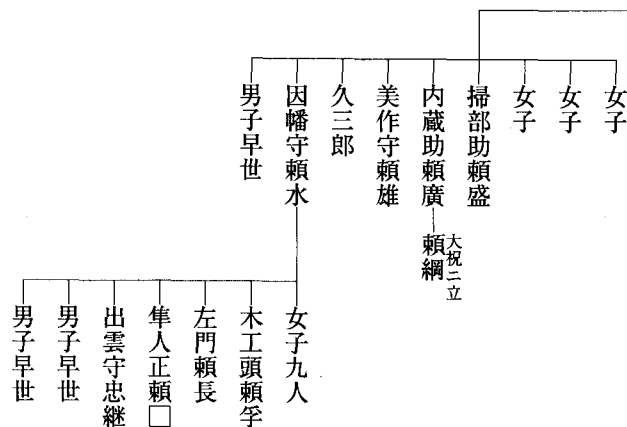 女子
女子
女子
掃部助頼盛
内蔵助頼廣
頼綱
大祝ニ立
美作守頼雄
久三郎
因幡守頼水
男子早世
女子九人
木工頭頼孚
左門頼長
隼人正頼□
出雲守忠継
男子早世
男子早世